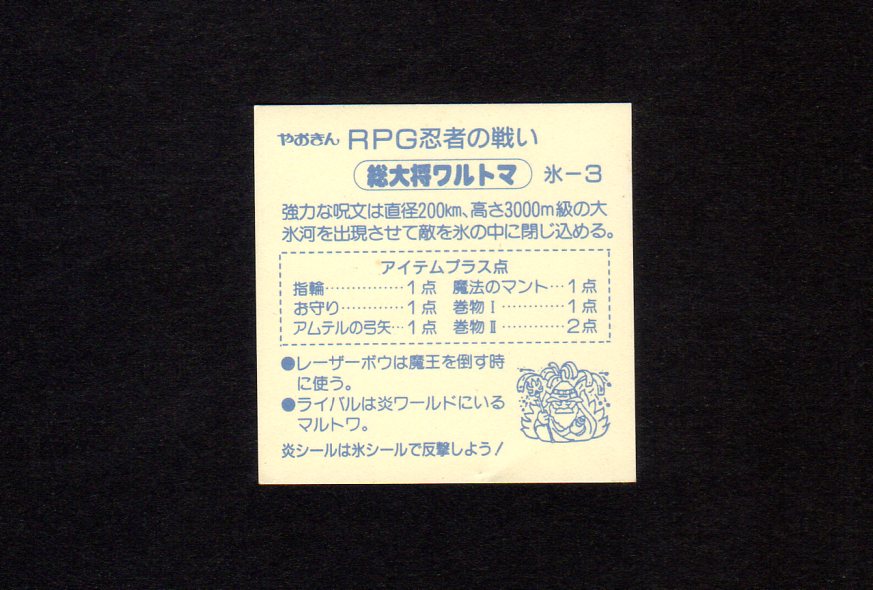 やおきん RPG忍者の戦い
総大将ワルトマ 氷-3
強力な呪文は直径200km、高さ3000m級の大
氷河を出現させて敵を氷の中に閉じ込める。
アイテムプラス点
指輪……………1点 魔法のマント…1点
お守り…………1点 巻物Ⅰ…………1点
アムテルの弓矢…1点 巻物Ⅱ…………2点
●レーザーボウは魔王を倒す時
に使う。
●ライバルは炎ワールドにいる
マルトワ。
炎シールは氷シールで反撃しよう!